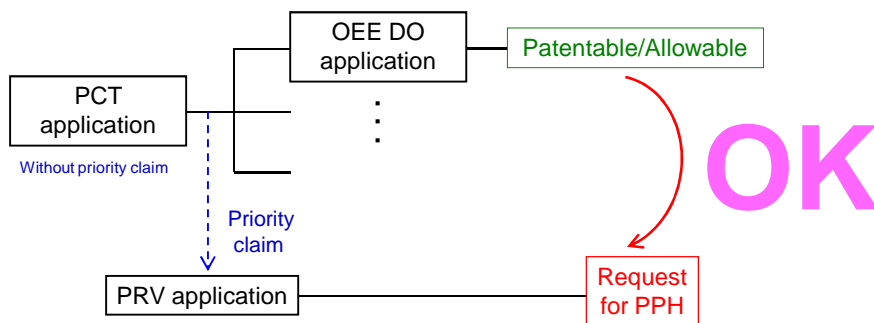 OEE DO
application
Patentable/Allowable
PCT
application
Without priority claim
OK
Priority
claim
PRV application
Request
for PPH